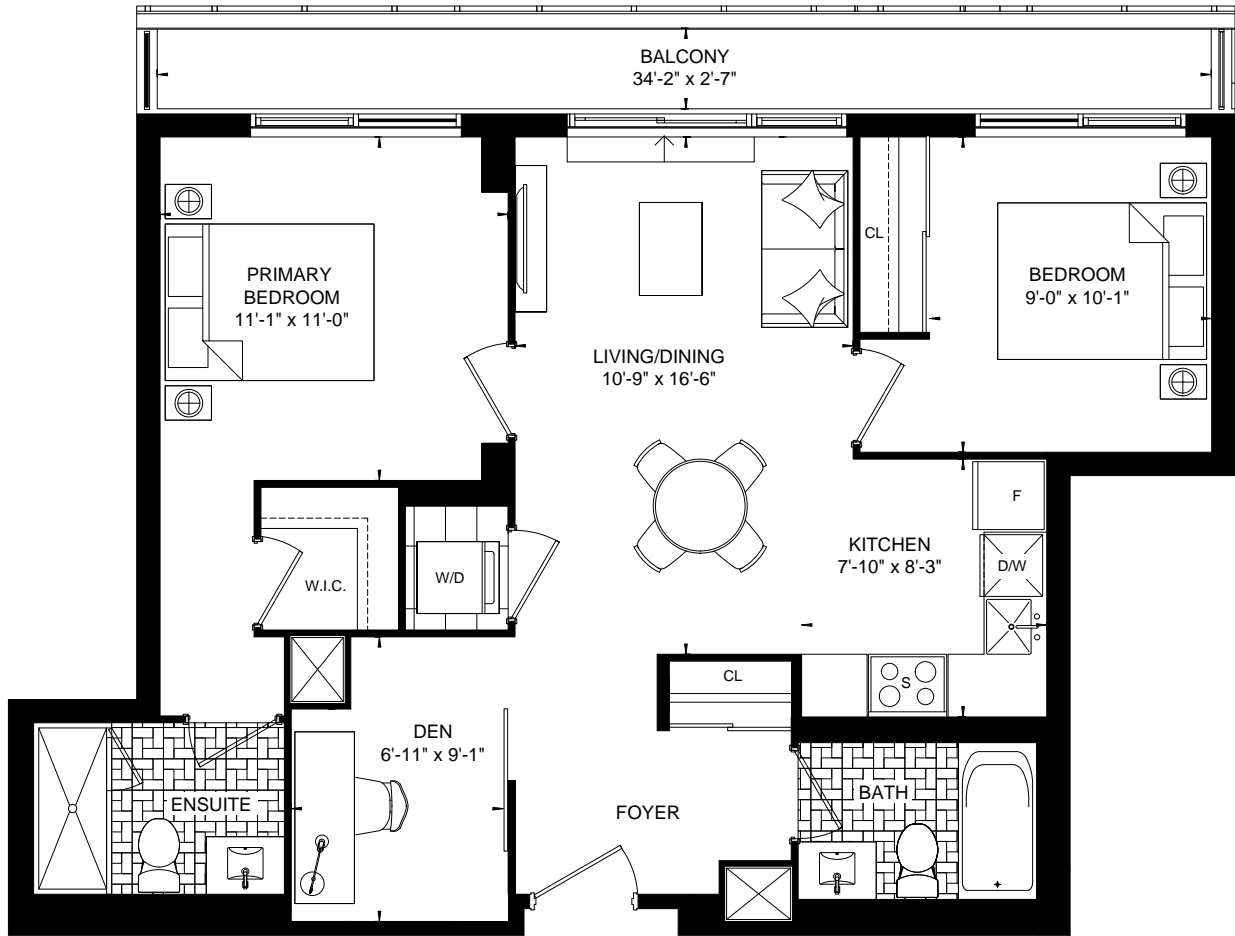 BALCONY
34'-2" x 2'-7"
PRIMARY
BEDROOM
11'-1" x 11'-0"
CL
BEDROOM
9'-0" x 10'-1"
LIVING/DINING
10'-9" x 16'-6"
F
KITCHEN
7'-10" x 8'-3"
D/W
W.I.C.
W/D
CL
S
DEN
6'-11" x 9'-1"
ENSUITE
FOYER
BATH